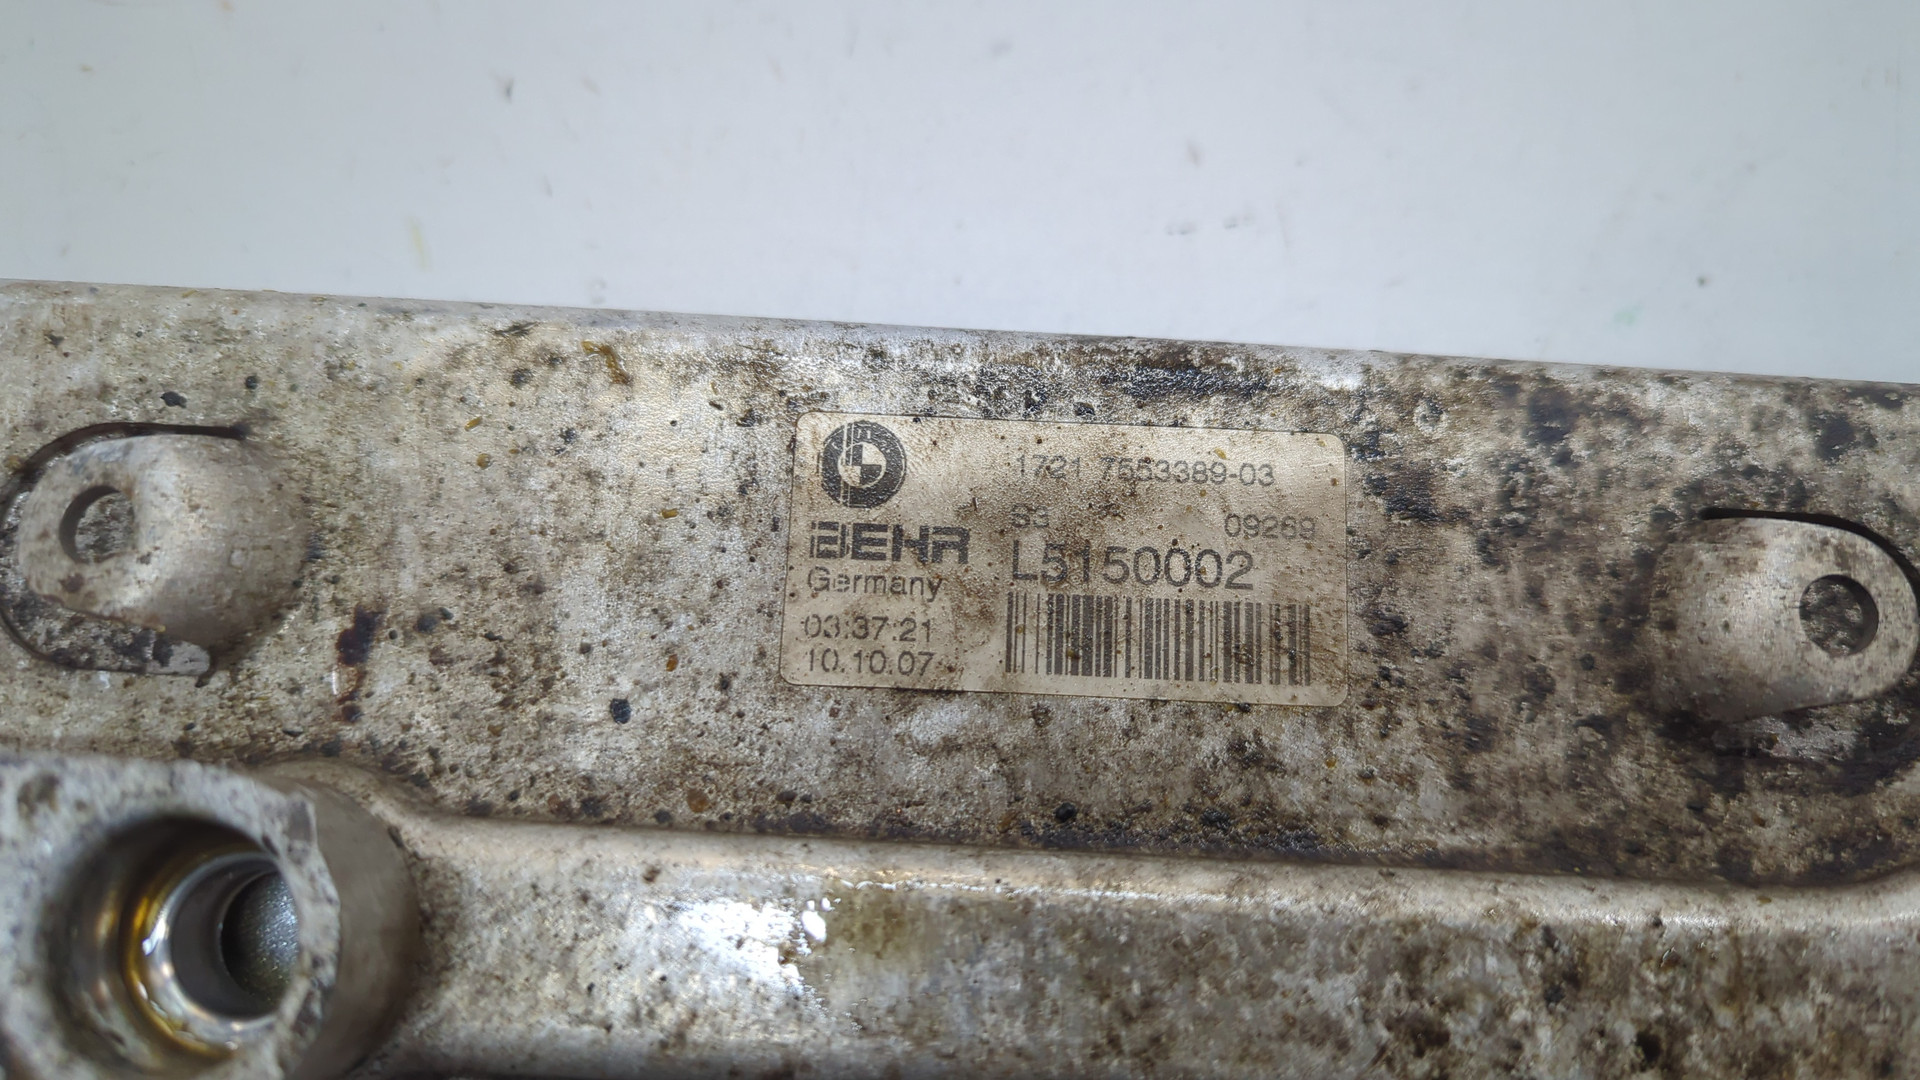 1721 7553389-03
S3 09269
BEHR L5150002
Germany
03:37:21
10.10.07